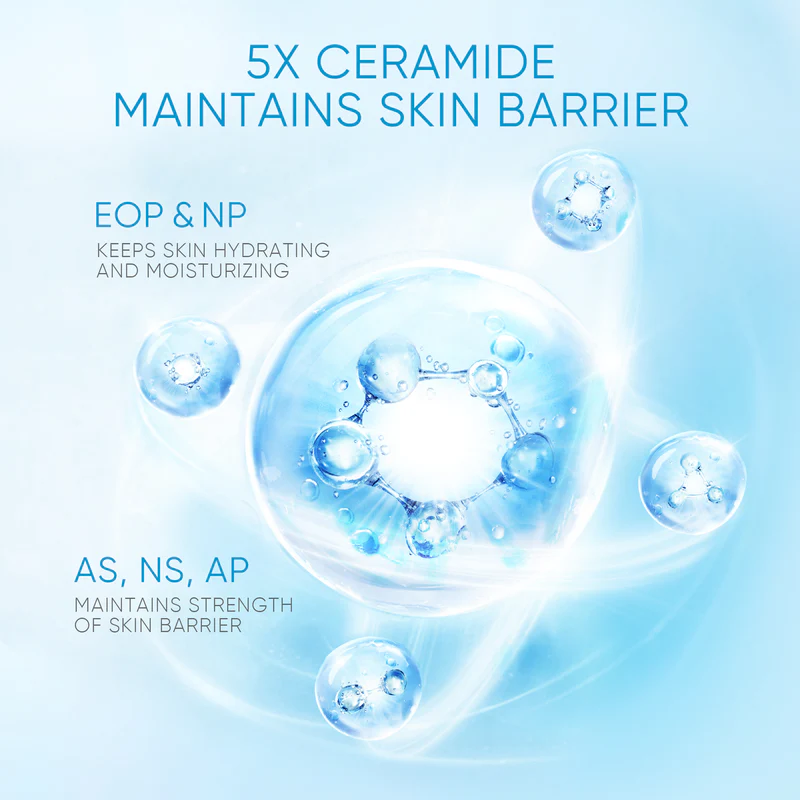 5X CERAMIDE
MAINTAINS SKIN BARRIER
EOP & NP
KEEPS SKIN HYDRATING
AND MOISTURIZING
AS, NS, AP
MAINTAINS STRENGTH
OF SKIN BARRIER